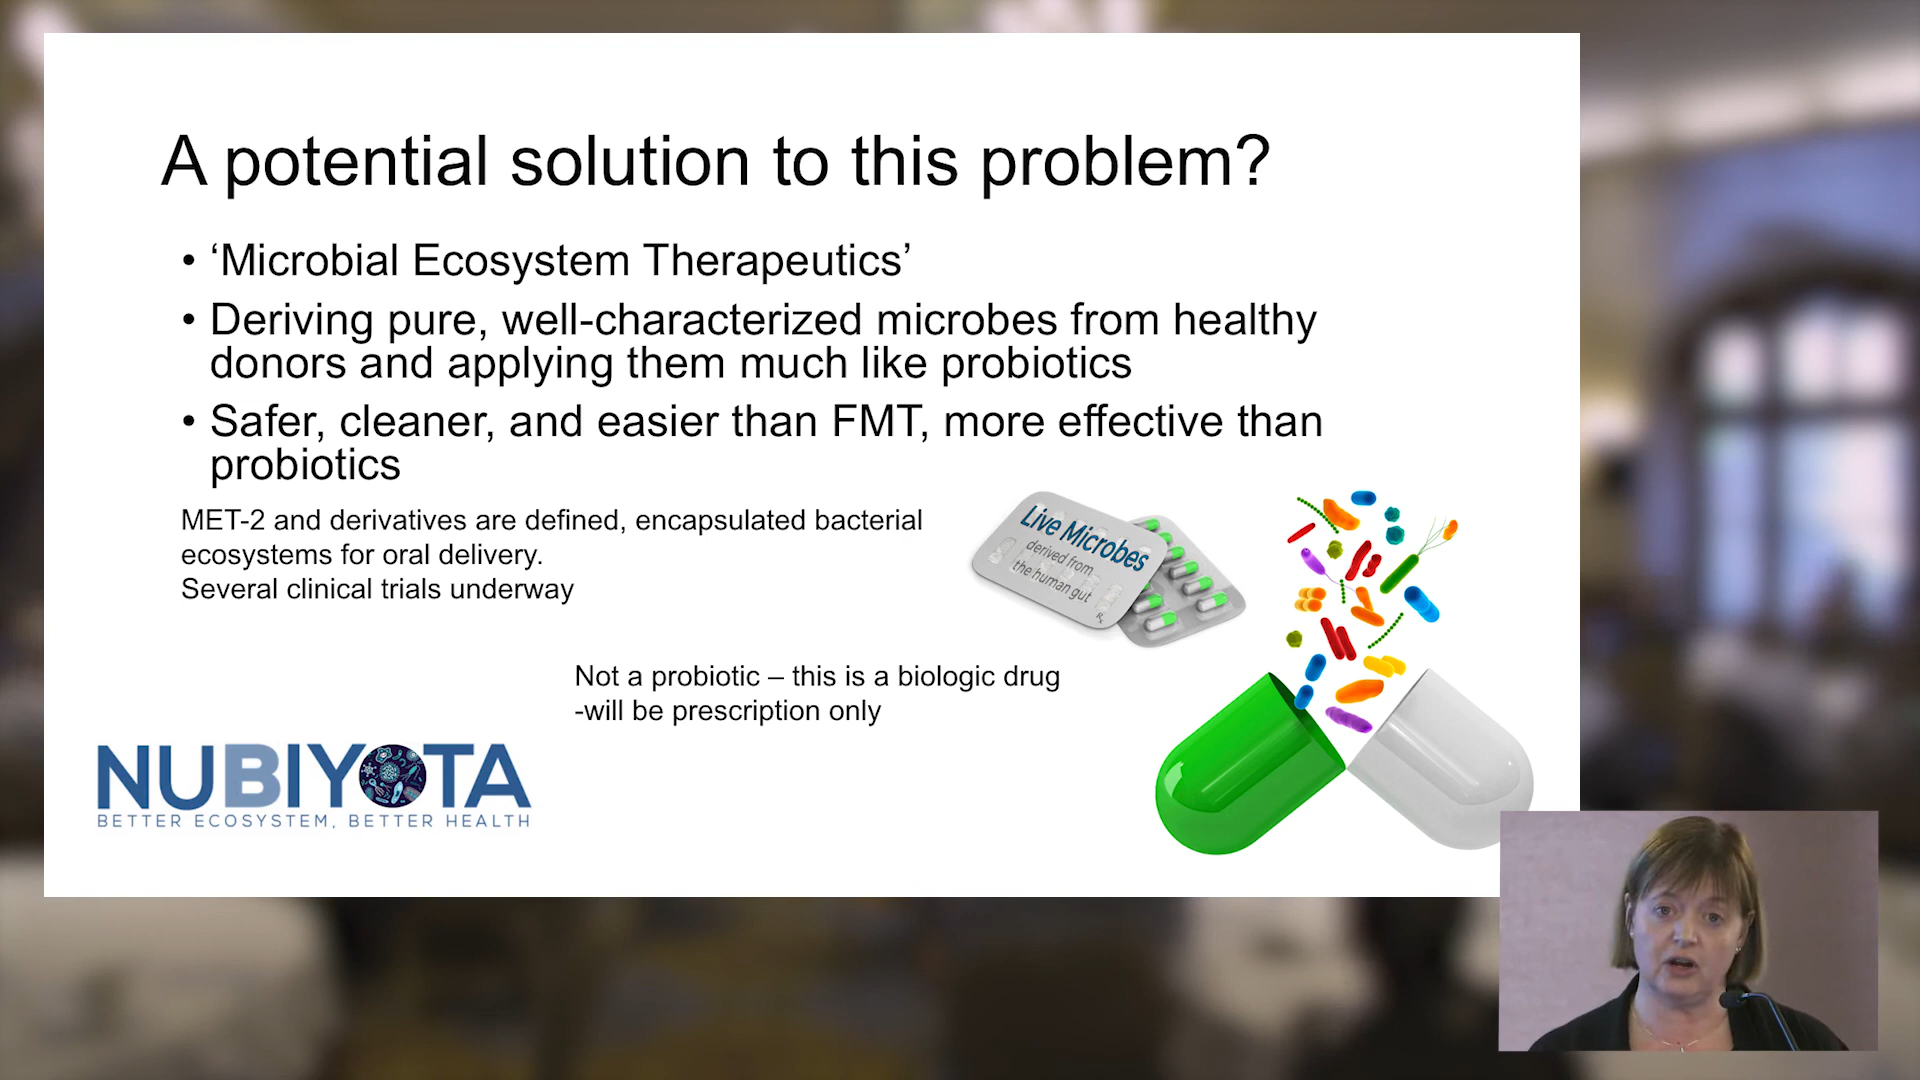 A potential solution to this problem?
• ‘Microbial Ecosystem Therapeutics’
• Deriving pure, well-characterized microbes from healthy
donors and applying them much like probiotics
• Safer, cleaner, and easier than FMT, more effective than
probiotics
MET-2 and derivatives are defined, encapsulated bacterial
ecosystems for oral delivery.
Several clinical trials underway
Live Microbes
derived from
the human gut
Rx
Not a probiotic – this is a biologic drug
-will be prescription only
NUBIYOTA
BETTER ECOSYSTEM, BETTER HEALTH